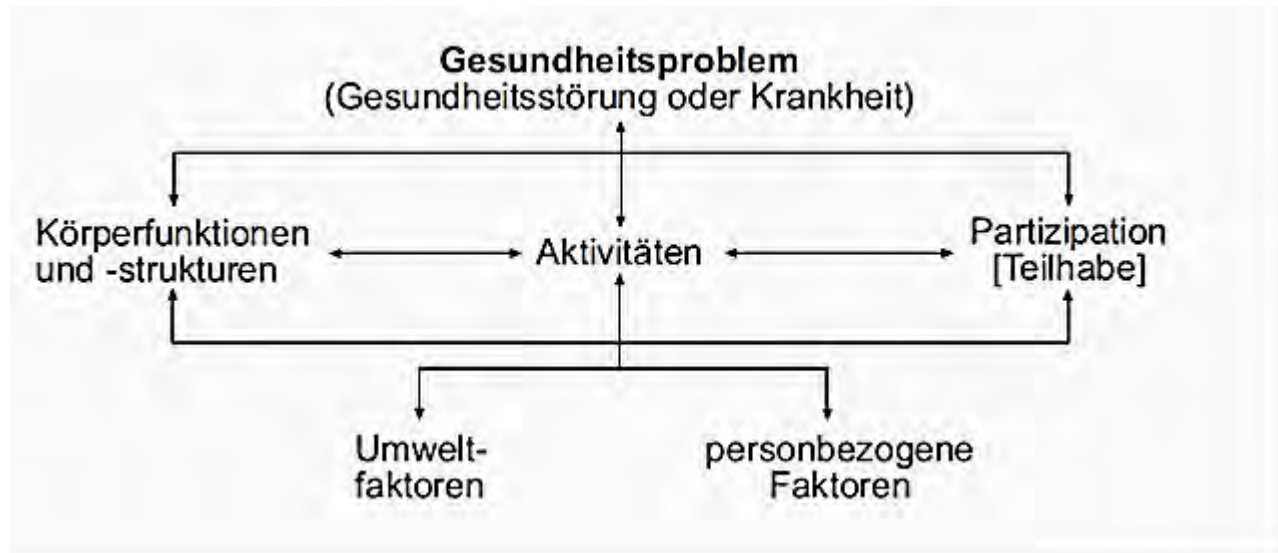 Gesundheitsproblem
(Gesundheitsstörung oder Krankheit)
Körperfunktionen
und -strukturen
Aktivitäten
Partizipation
[Teilhabe]
Umwelt-
faktoren
personbezogene
Faktoren